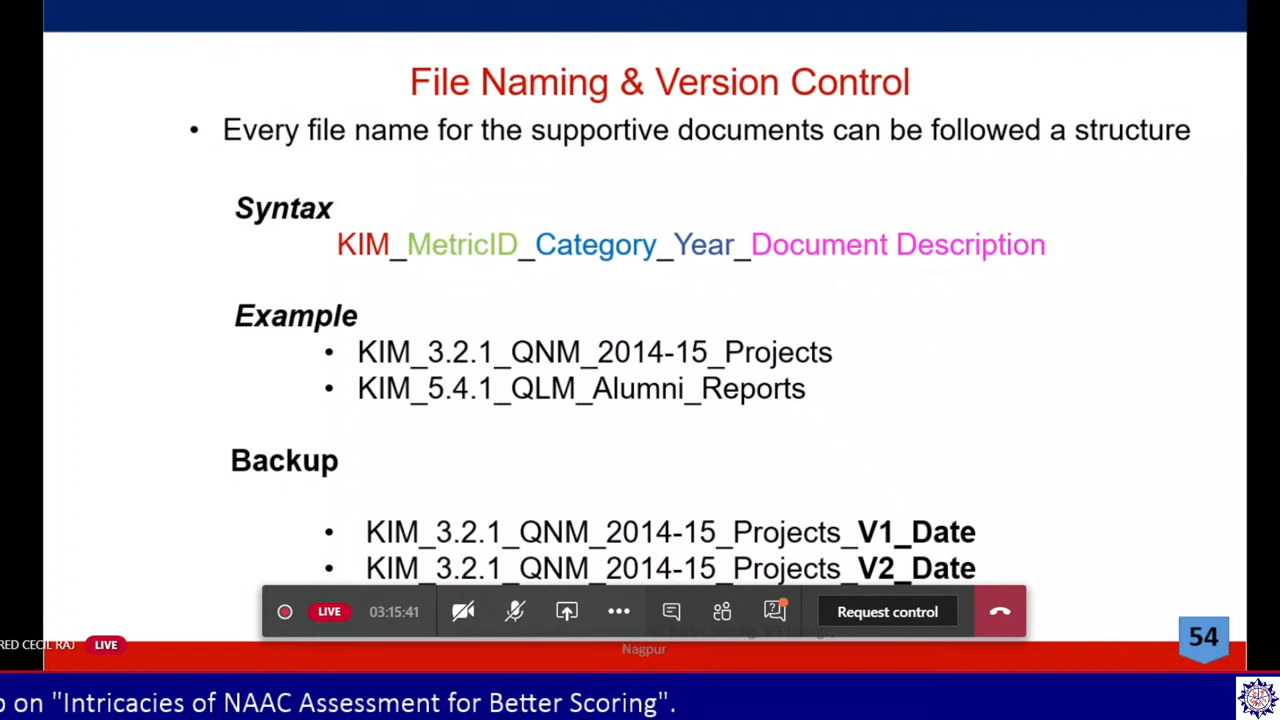 File Naming & Version Control
• Every file name for the supportive documents can be followed a structure
Syntax
KIM_MetricID_Category_Year_Document Description
Example
• KIM_3.2.1_QNM_2014-15_Projects
• KIM_5.4.1_QLM_Alumni_Reports
Backup
• KIM_3.2.1_QNM_2014-15_Projects_V1_Date
• KIM_3.2.1_QNM_2014-15_Projects_V2_Date
LIVE 03:15:41 Request control
54
RED CECIL RAJ LIVE
Nagpur
on "Intricacies of NAAC Assessment for Better Scoring".